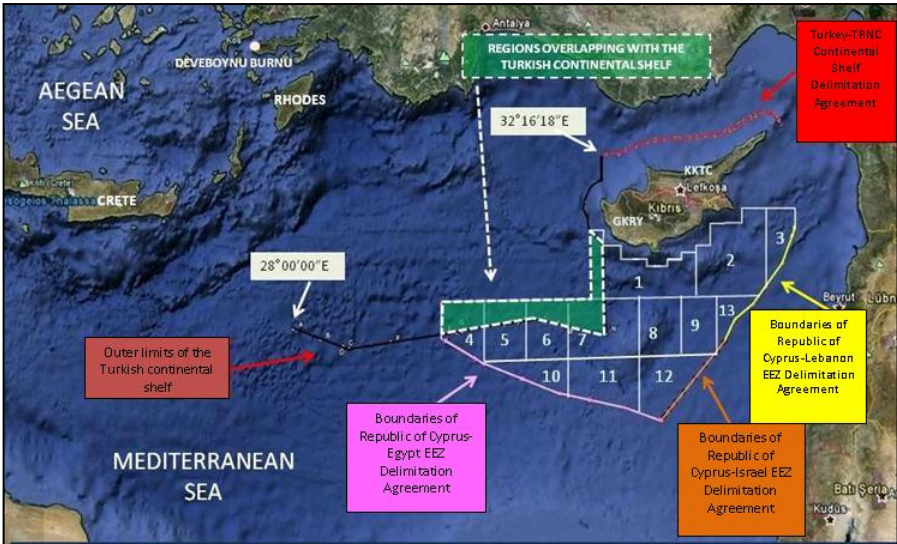 Antalya
DEVEBOYNU BURNU
REGIONS OVERLAPPING WITH THE
TURKISH CONTINENTAL SHELF
Turkey-TRNC
Continental
Shelf
Delimitation
Agreement
AEGEAN
SEA
RHODES
32°16′18″E
KKTC
Lefkoşa
Kıbrıs
GKRY
Kriti (Crete)
CRETE
28°00′00″E
1
2
3
4
5
6
7
8
9
13
10
11
12
Beyrut
Lübn
Outer limits of the
Turkish continental
shelf
Boundaries of
Republic of
Cyprus-Lebanon
EEZ Delimitation
Agreement
Boundaries of
Republic of Cyprus-
Egypt EEZ
Delimitation
Agreement
Boundaries of
Republic of
Cyprus-Israel EEZ
Delimitation
Agreement
MEDITERRANEAN
SEA
Batı Şeria
Kudüs